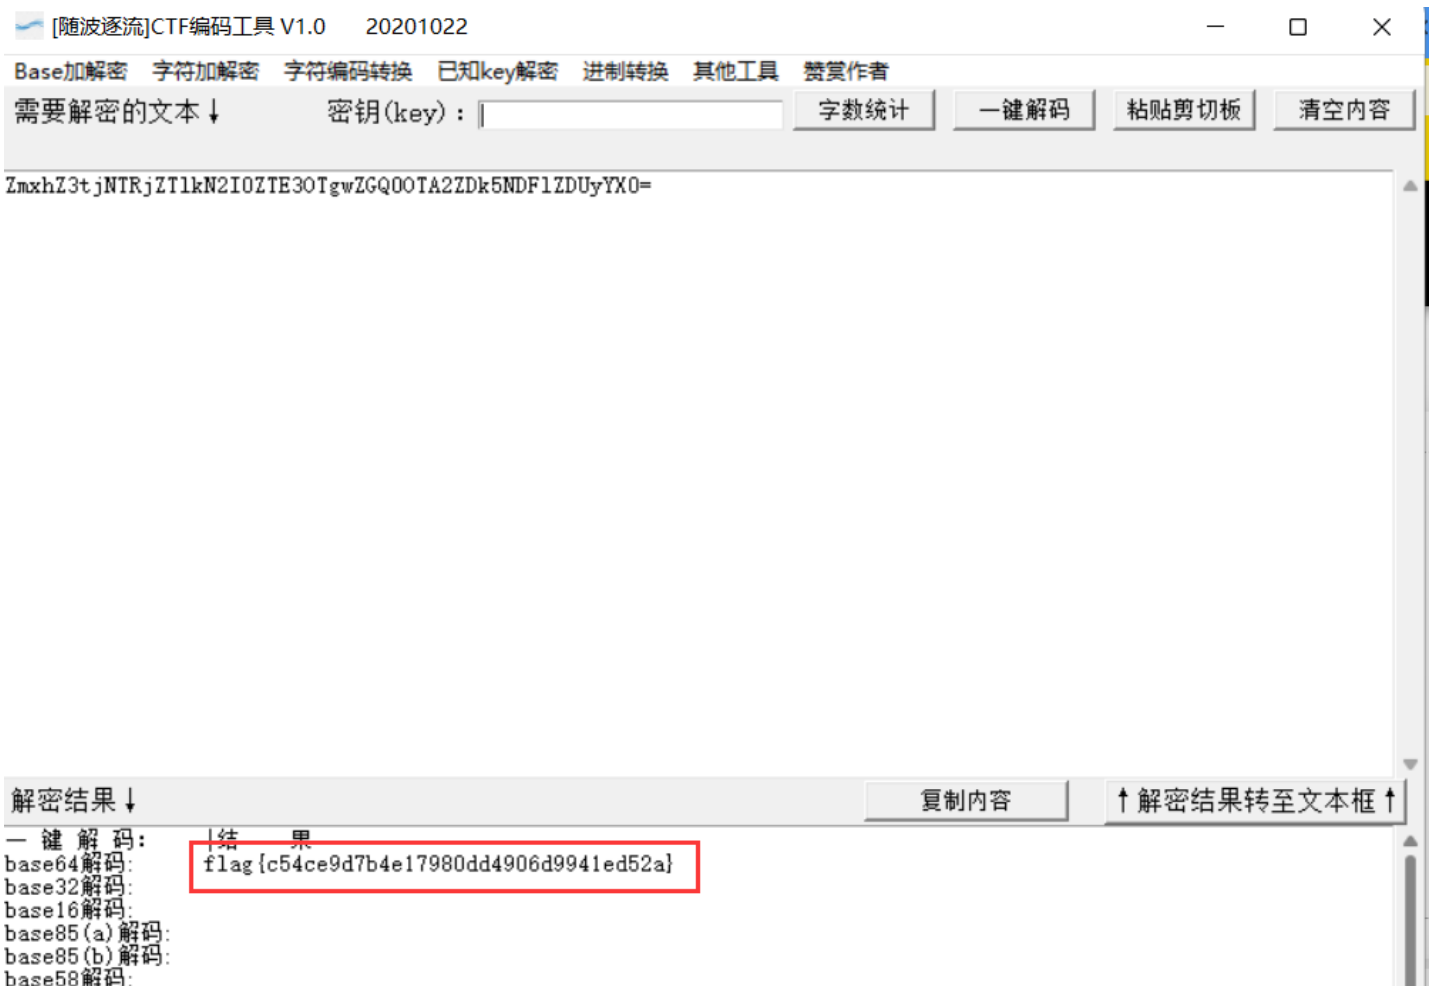 [随波逐流]CTF编码工具 V1.0 20201022
Base加解密 字符加解密 字符编码转换 已知key解密 进制转换 其他工具 赞赏作者
需要解密的文本↓ 密钥(key)： 字数统计 一键解码 粘贴剪切板 清空内容
ZmxhZ3tjNTRjZTlkN2I0ZTE3OTgwZGQ0OTA2ZDk5NDFlZDUyYX0=
解密结果↓ 复制内容 ↑解密结果转至文本框↑
一 键 解 码: |结 果
base64解码: flag{c54ce9d7b4e17980dd4906d9941ed52a}
base32解码:
base16解码:
base85(a)解码:
base85(b)解码:
base58解码: